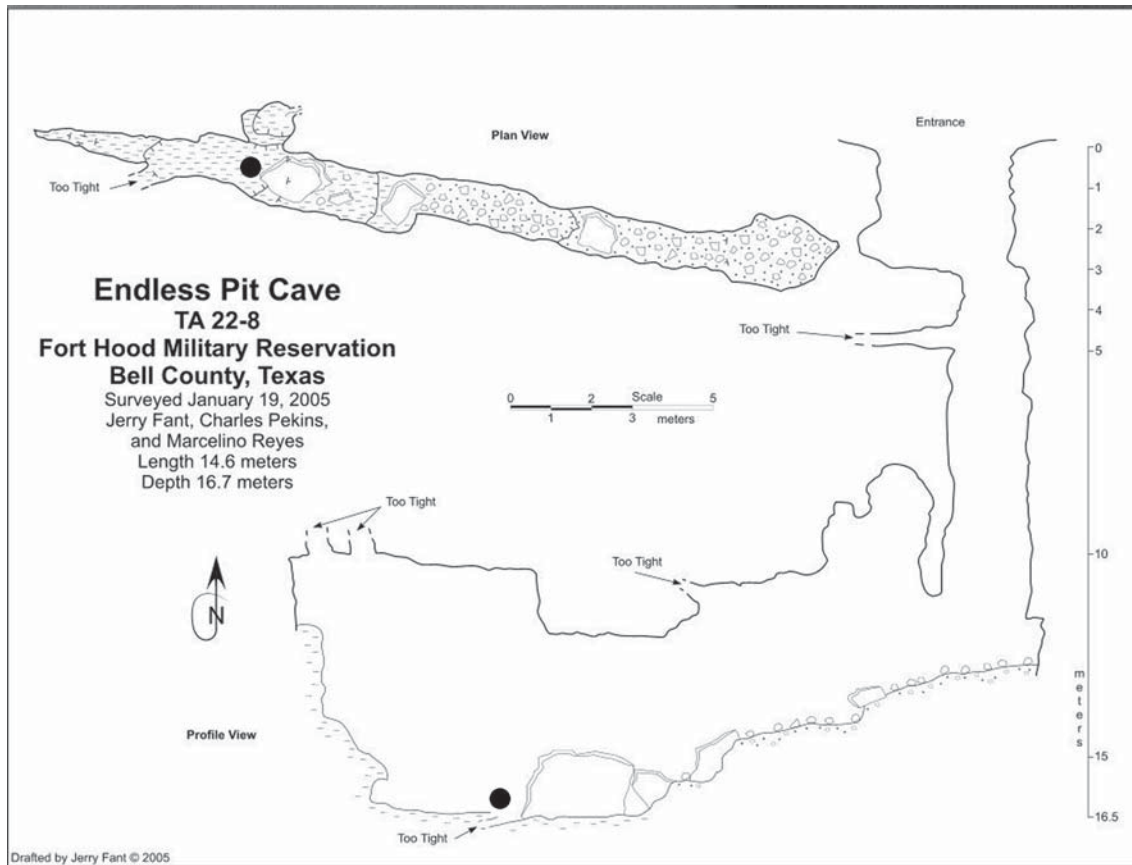 Plan View
Entrance
Too Tight
Endless Pit Cave
TA 22-8
Fort Hood Military Reservation
Bell County, Texas
Surveyed January 19, 2005
Jerry Fant, Charles Pekins,
and Marcelino Reyes
Length 14.6 meters
Depth 16.7 meters
0 2 Scale 5
1 3 meters
Too Tight
0
1
2
3
4
5
10
meters
15
16.5
Too Tight
Too Tight
N
Profile View
Too Tight
Drafted by Jerry Fant © 2005